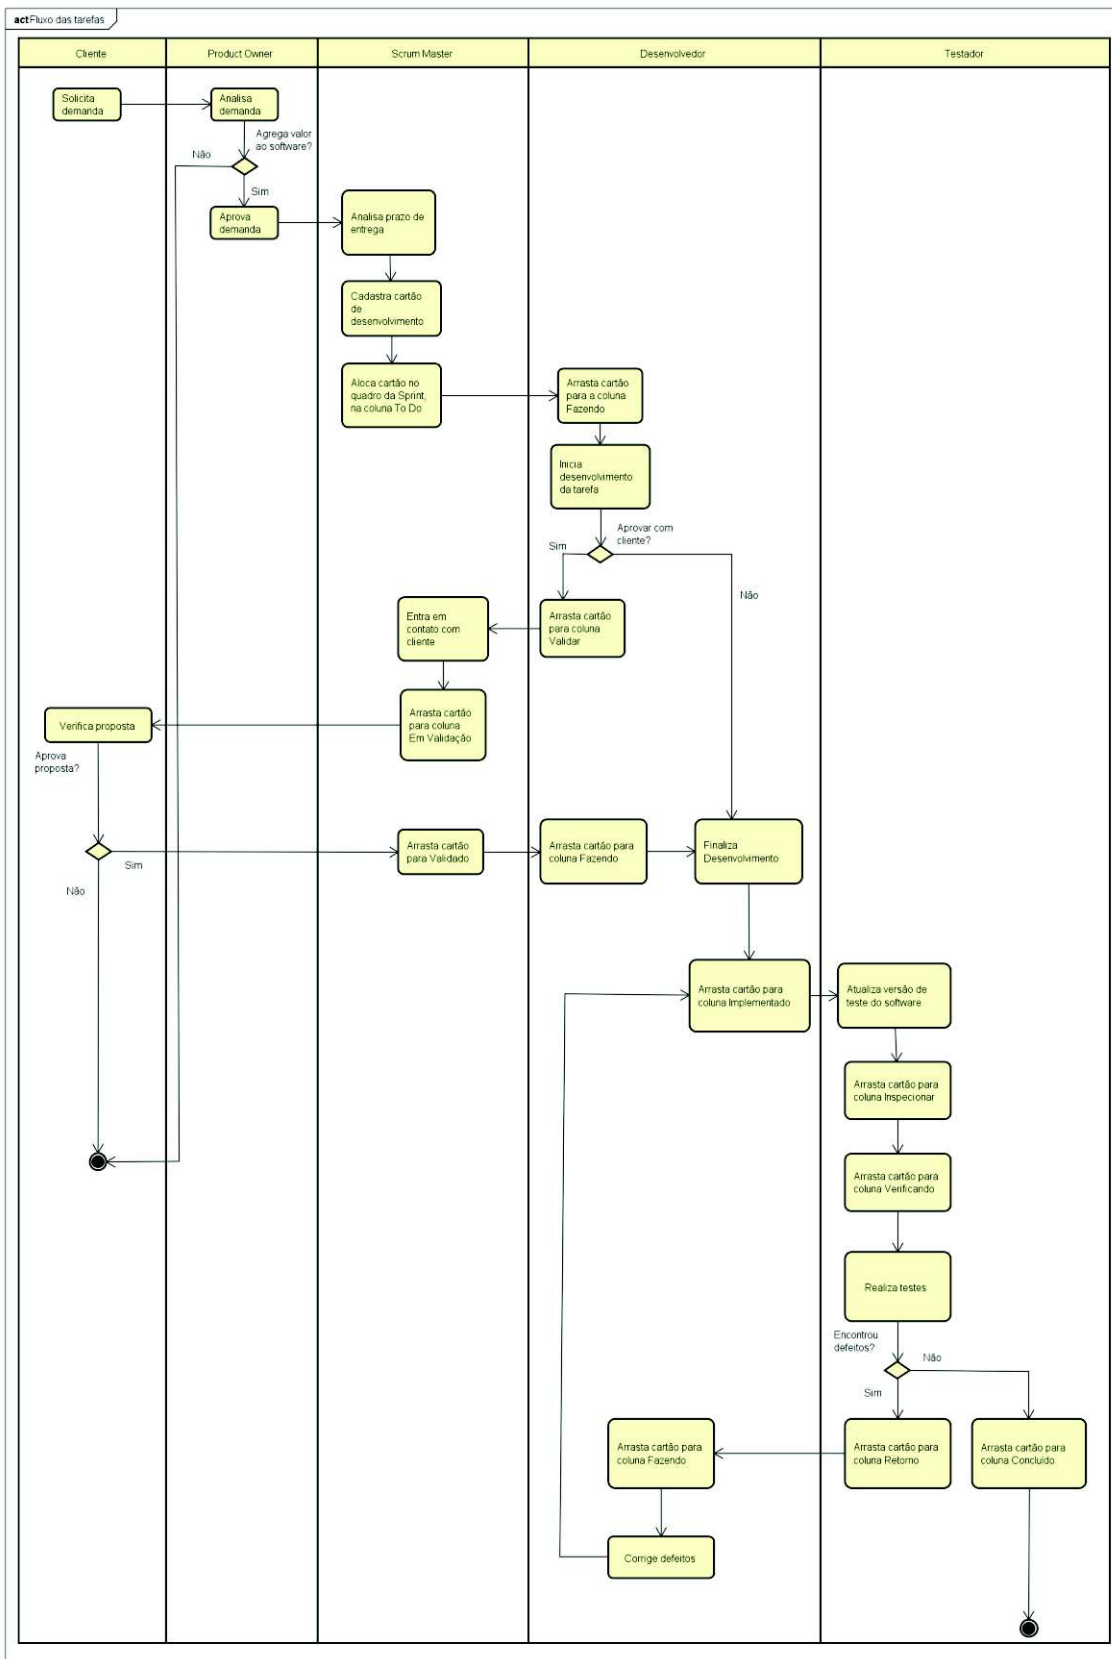 act Fluxo das tarefas
Cliente
Product Owner
Scrum Master
Desenvolvedor
Testador
Solicita
demanda
Analisa
demanda
Agrega valor
ao software?
Não
Sim
Aprova
demanda
Analisa prazo de
entrega
Cadastra cartão
de
desenvolvimento
Aloca cartão no
quadro da Sprint,
na coluna To Do
Arrasta cartão
para a coluna
Fazendo
Inicia
desenvolvimento
da tarefa
Aprovar com
cliente?
Sim
Não
Arrasta cartão
para coluna
Validar
Entra em
contato com
cliente
Arrasta cartão
para coluna
Em Validação
Verifica proposta
Aprova
proposta?
Sim
Não
Arrasta cartão
para Validado
Arrasta cartão para
coluna Fazendo
Finaliza
Desenvolvimento
Arrasta cartão para
coluna Implementado
Atualiza versão de
teste do software
Arrasta cartão para
coluna Inspecionar
Arrasta cartão para
coluna Verificando
Realiza testes
Encontrou
defeitos?
Não
Sim
Arrasta cartão para
coluna Fazendo
Arrasta cartão para
coluna Retorno
Arrasta cartão para
coluna Concluído
Corrige defeitos